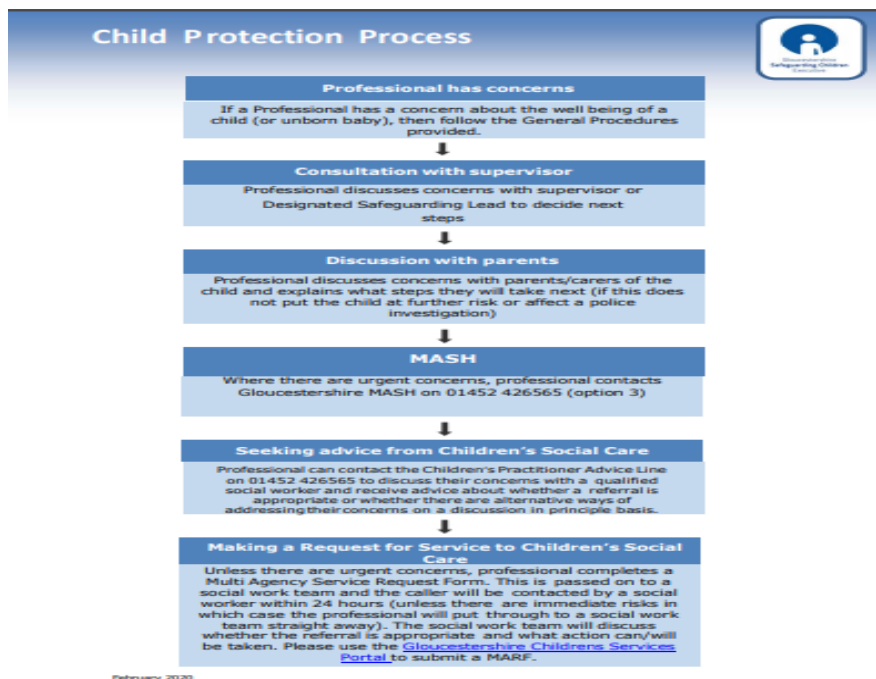 Child Protection Process
Gloucestershire
Safeguarding Children
Executive
Professional has concerns
If a Professional has a concern about the well being of a
child (or unborn baby), then follow the General Procedures
provided.
Consultation with supervisor
Professional discusses concerns with supervisor or
Designated Safeguarding Lead to decide next
steps
Discussion with parents
Professional discusses concerns with parents/carers of the
child and explains what steps they will take next (if this does
not put the child at further risk or affect a police
investigation)
MASH
Where there are urgent concerns, professional contacts
Gloucestershire MASH on 01452 426565 (option 3)
Seeking advice from Children's Social Care
Professional can contact the Children's Practitioner Advice Line
on 01452 426565 to discuss their concerns with a qualified
social worker and receive advice about whether a referral is
appropriate or whether there are alternative ways of
addressing their concerns on a discussion in principle basis.
Making a Request for Service to Children's Social
Care
Unless there are urgent concerns, professional completes a
Multi Agency Service Request Form. This is passed on to a
social work team and the caller will be contacted by a social
worker within 24 hours (unless there are immediate risks in
which case the professional will put through to a social work
team straight away). The social work team will discuss
whether the referral is appropriate and what action can/will
be taken. Please use the Gloucestershire Childrens Services
Portal to submit a MARF.
February 2020